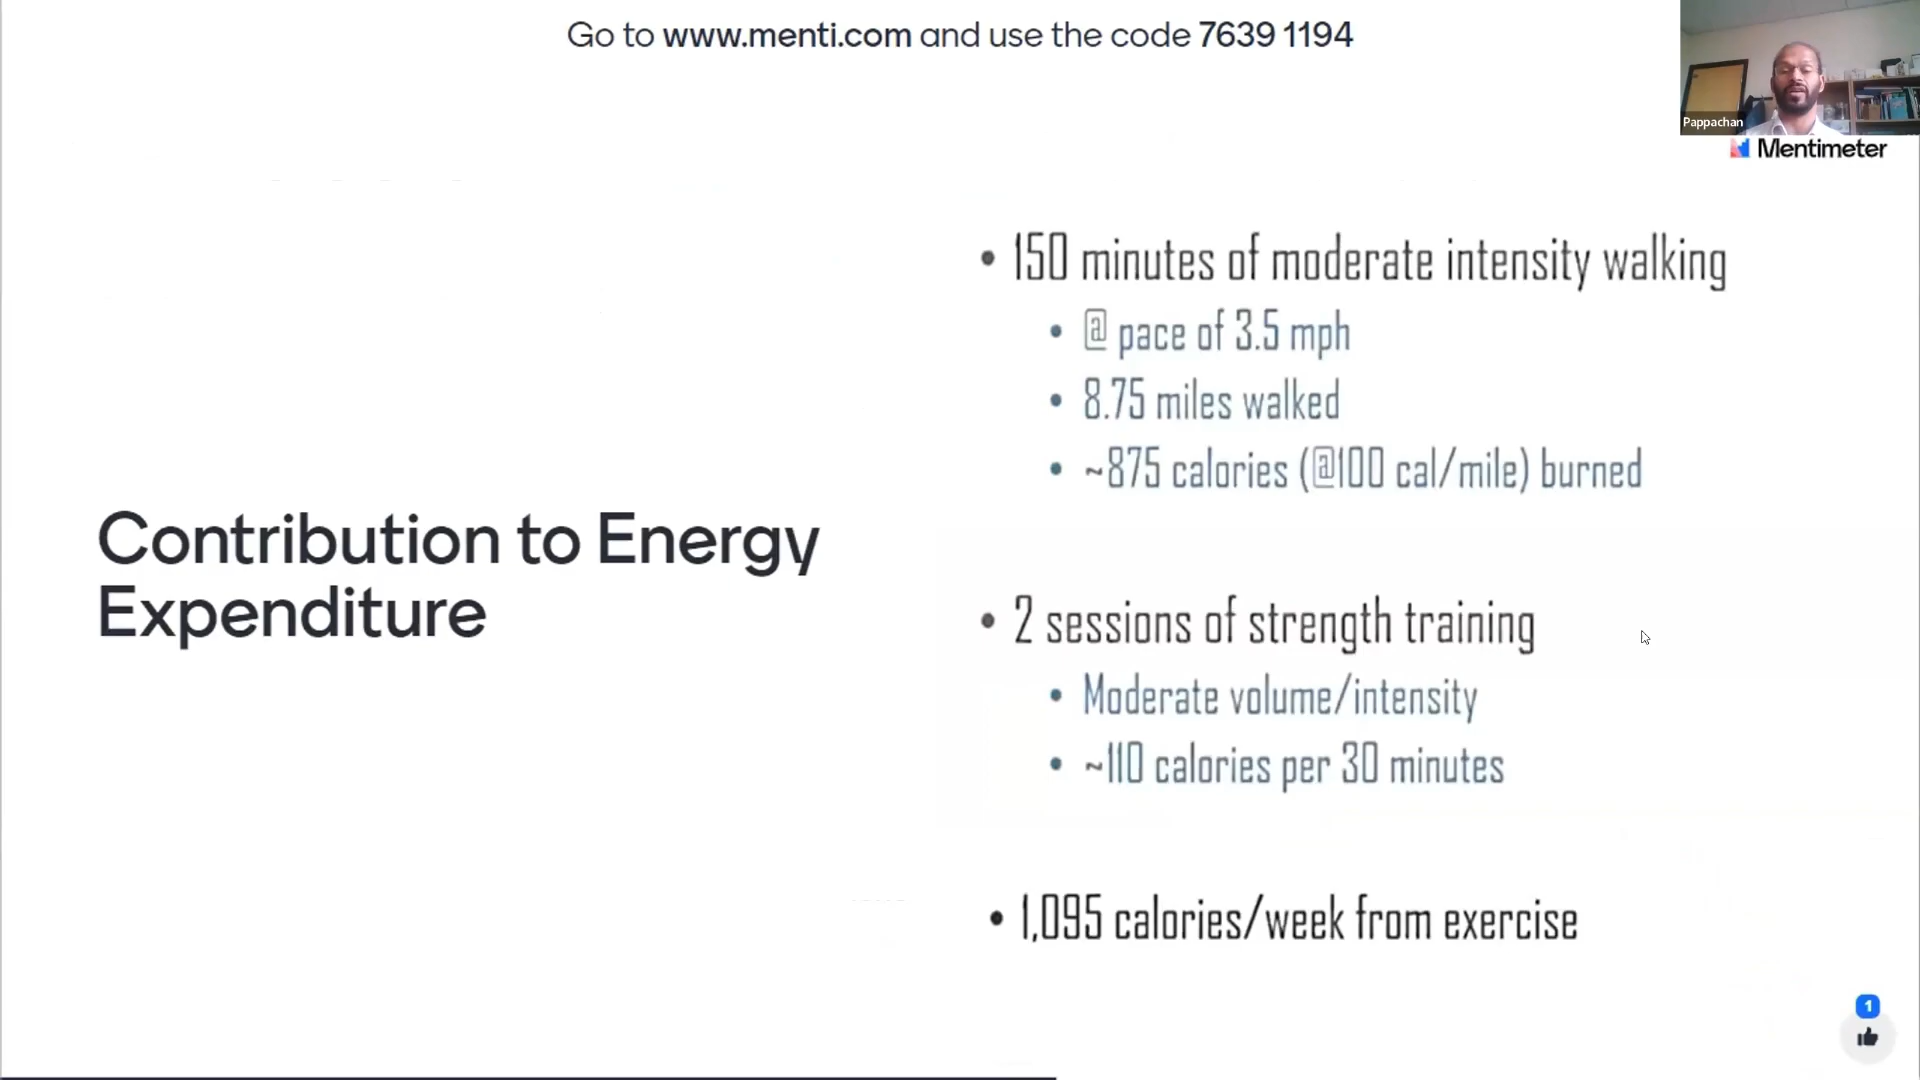 Go to www.menti.com and use the code 7639 1194
Pappachan
Mentimeter
Contribution to Energy
Expenditure
• 150 minutes of moderate intensity walking
• @ pace of 3.5 mph
• 8.75 miles walked
• ~875 calories (@100 cal/mile) burned
• 2 sessions of strength training
• Moderate volume/intensity
• ~110 calories per 30 minutes
• 1,095 calories/week from exercise
1